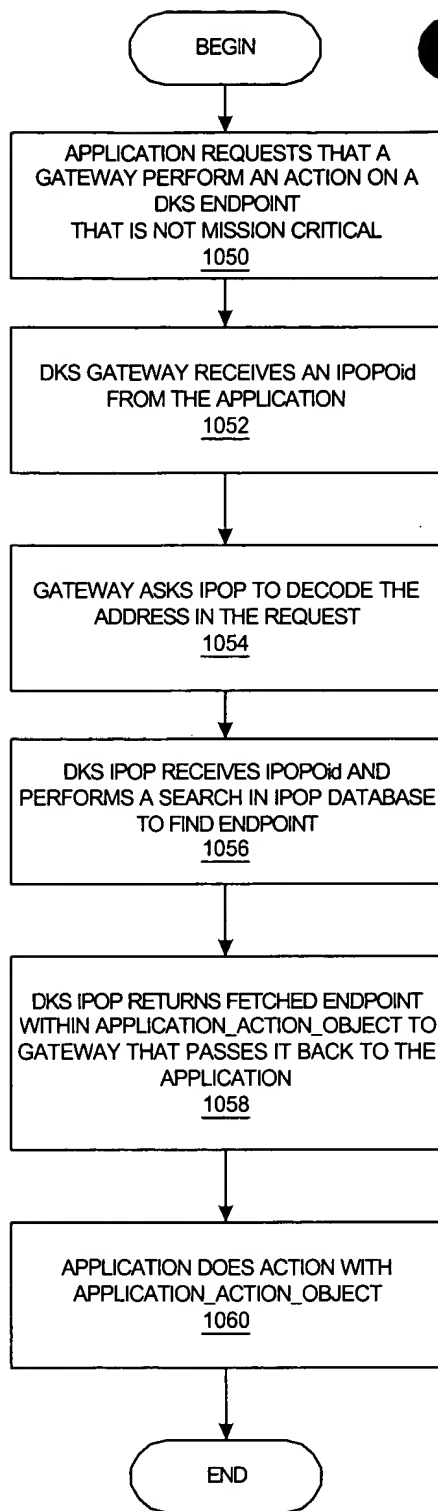 BEGIN
APPLICATION REQUESTS THAT A
GATEWAY PERFORM AN ACTION ON A
DKS ENDPOINT
THAT IS NOT MISSION CRITICAL
1050
DKS GATEWAY RECEIVES AN IPOPOid
FROM THE APPLICATION
1052
GATEWAY ASKS IPOP TO DECODE THE
ADDRESS IN THE REQUEST
1054
DKS IPOP RECEIVES IPOPOid AND
PERFORMS A SEARCH IN IPOP DATABASE
TO FIND ENDPOINT
1056
DKS IPOP RETURNS FETCHED ENDPOINT
WITHIN APPLICATION_ACTION_OBJECT TO
GATEWAY THAT PASSES IT BACK TO THE
APPLICATION
1058
APPLICATION DOES ACTION WITH
APPLICATION_ACTION_OBJECT
1060
END